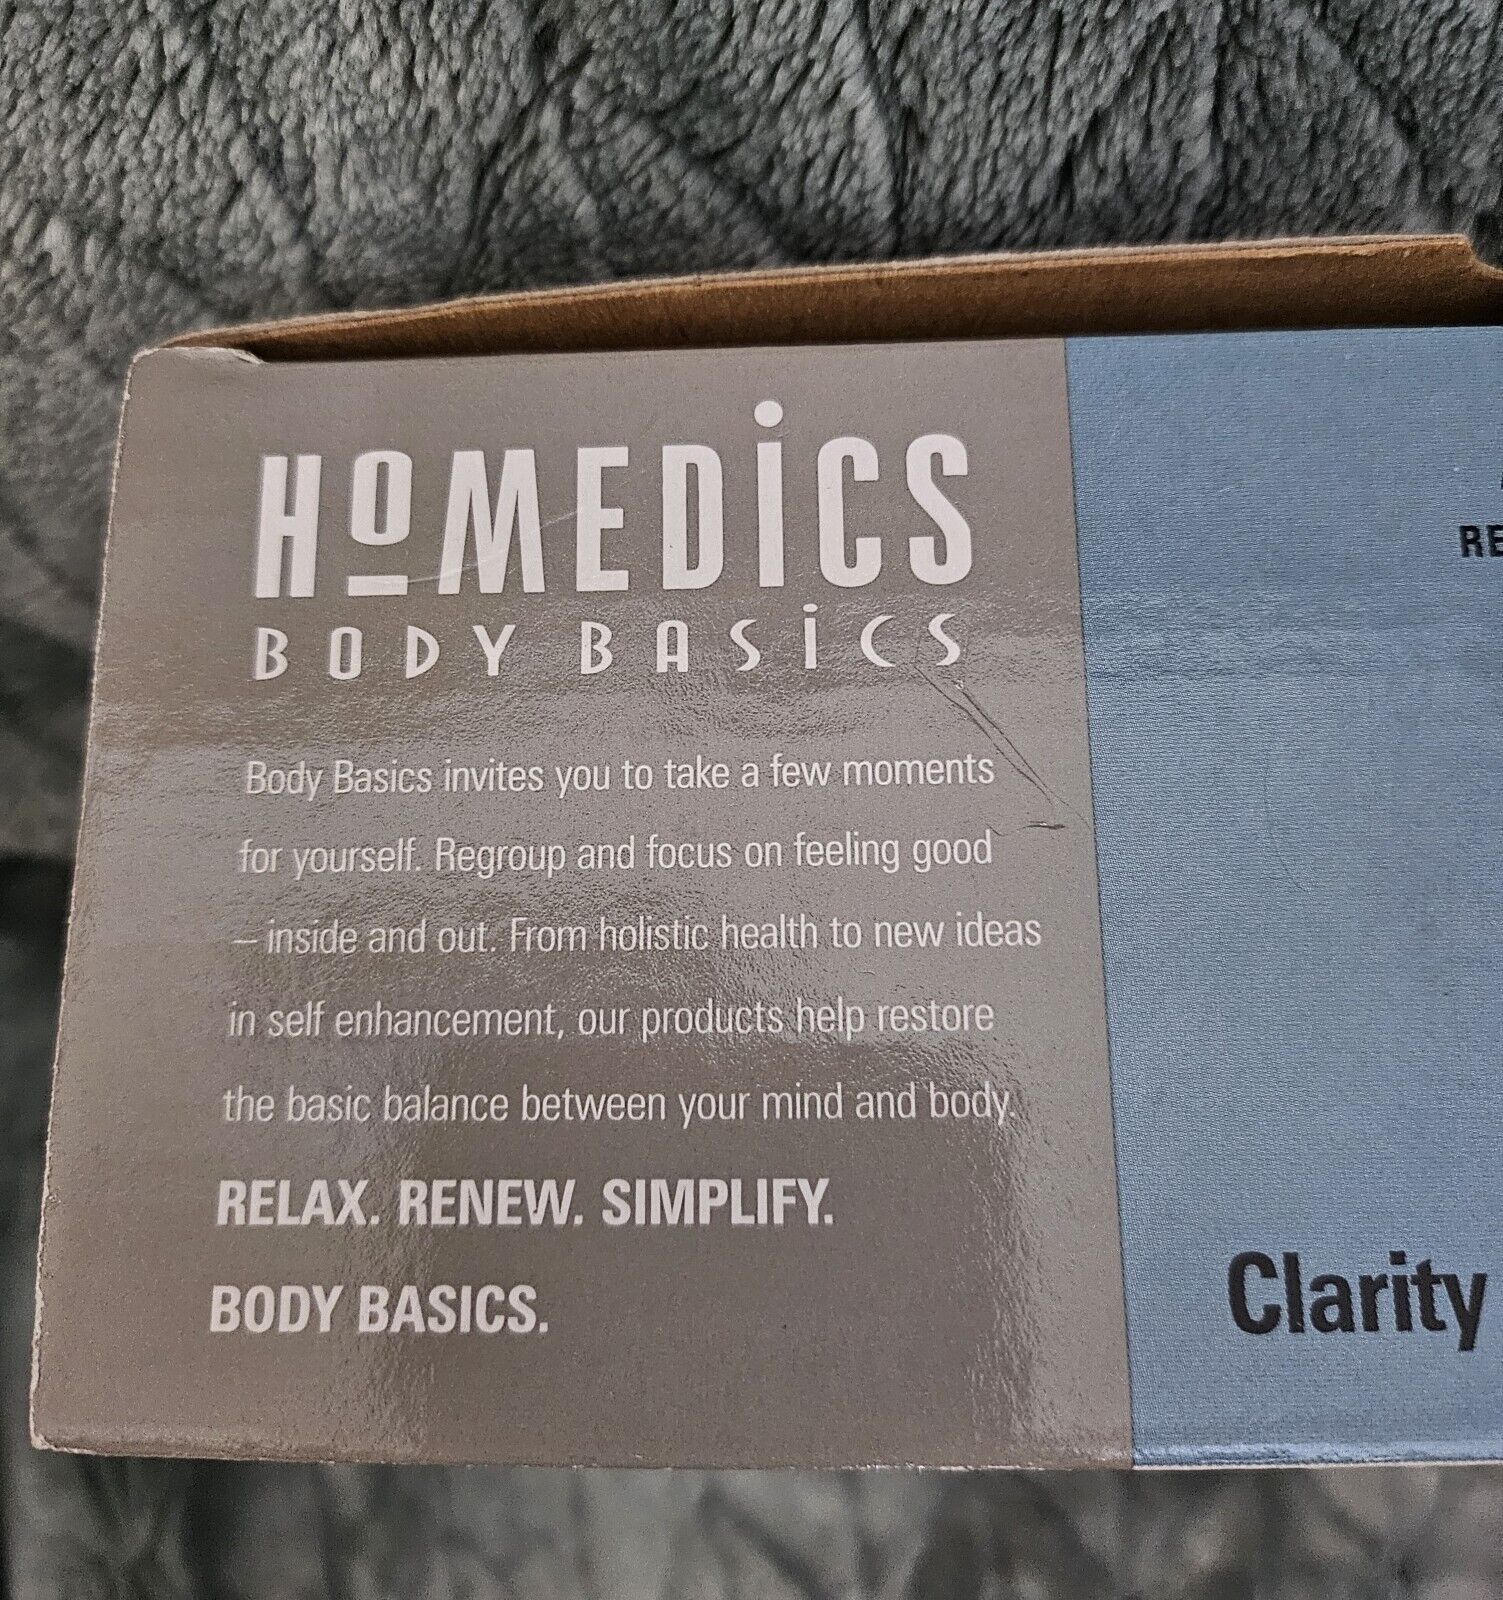 HoMEDiCS
BODY BASiCS
Body Basics invites you to take a few moments
for yourself. Regroup and focus on feeling good
– inside and out. From holistic health to new ideas
in self enhancement, our products help restore
the basic balance between your mind and body.
RELAX. RENEW. SIMPLIFY.
BODY BASICS.
RE
Clarity